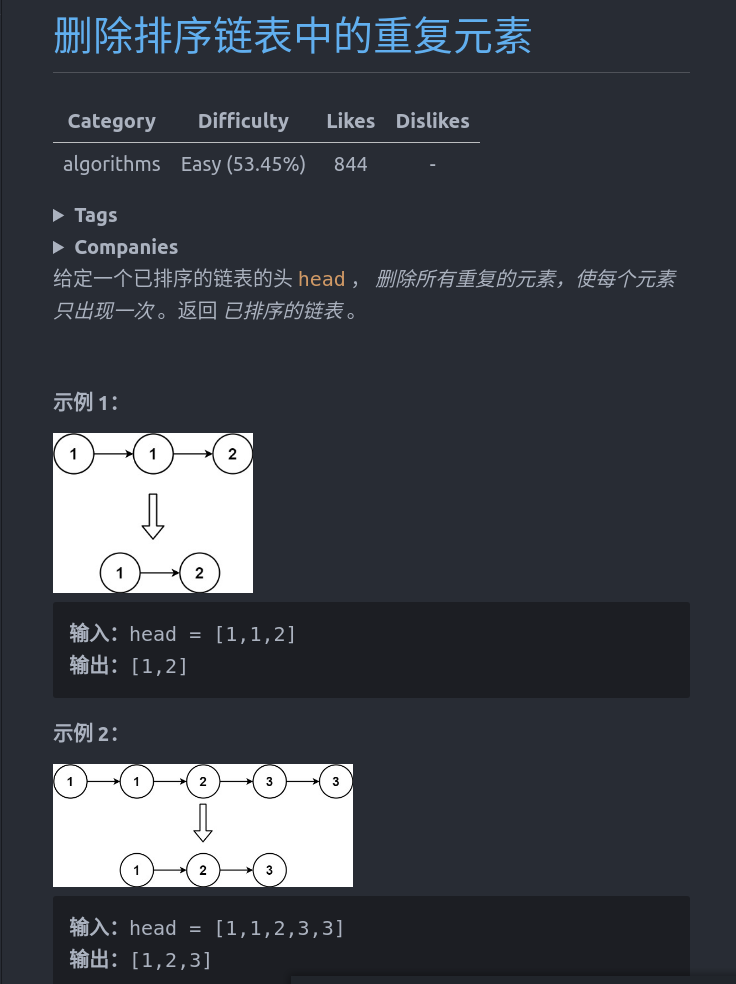 删除排序链表中的重复元素
Category Difficulty Likes Dislikes
algorithms Easy (53.45%) 844 -
Tags
Companies
给定一个已排序的链表的头 head ， 删除所有重复的元素，使每个元素
只出现一次 。返回 已排序的链表 。
示例 1：
1 1 2
1 2
输入：head = [1,1,2]
输出：[1,2]
示例 2：
1 1 2 3 3
1 2 3
输入：head = [1,1,2,3,3]
输出：[1,2,3]